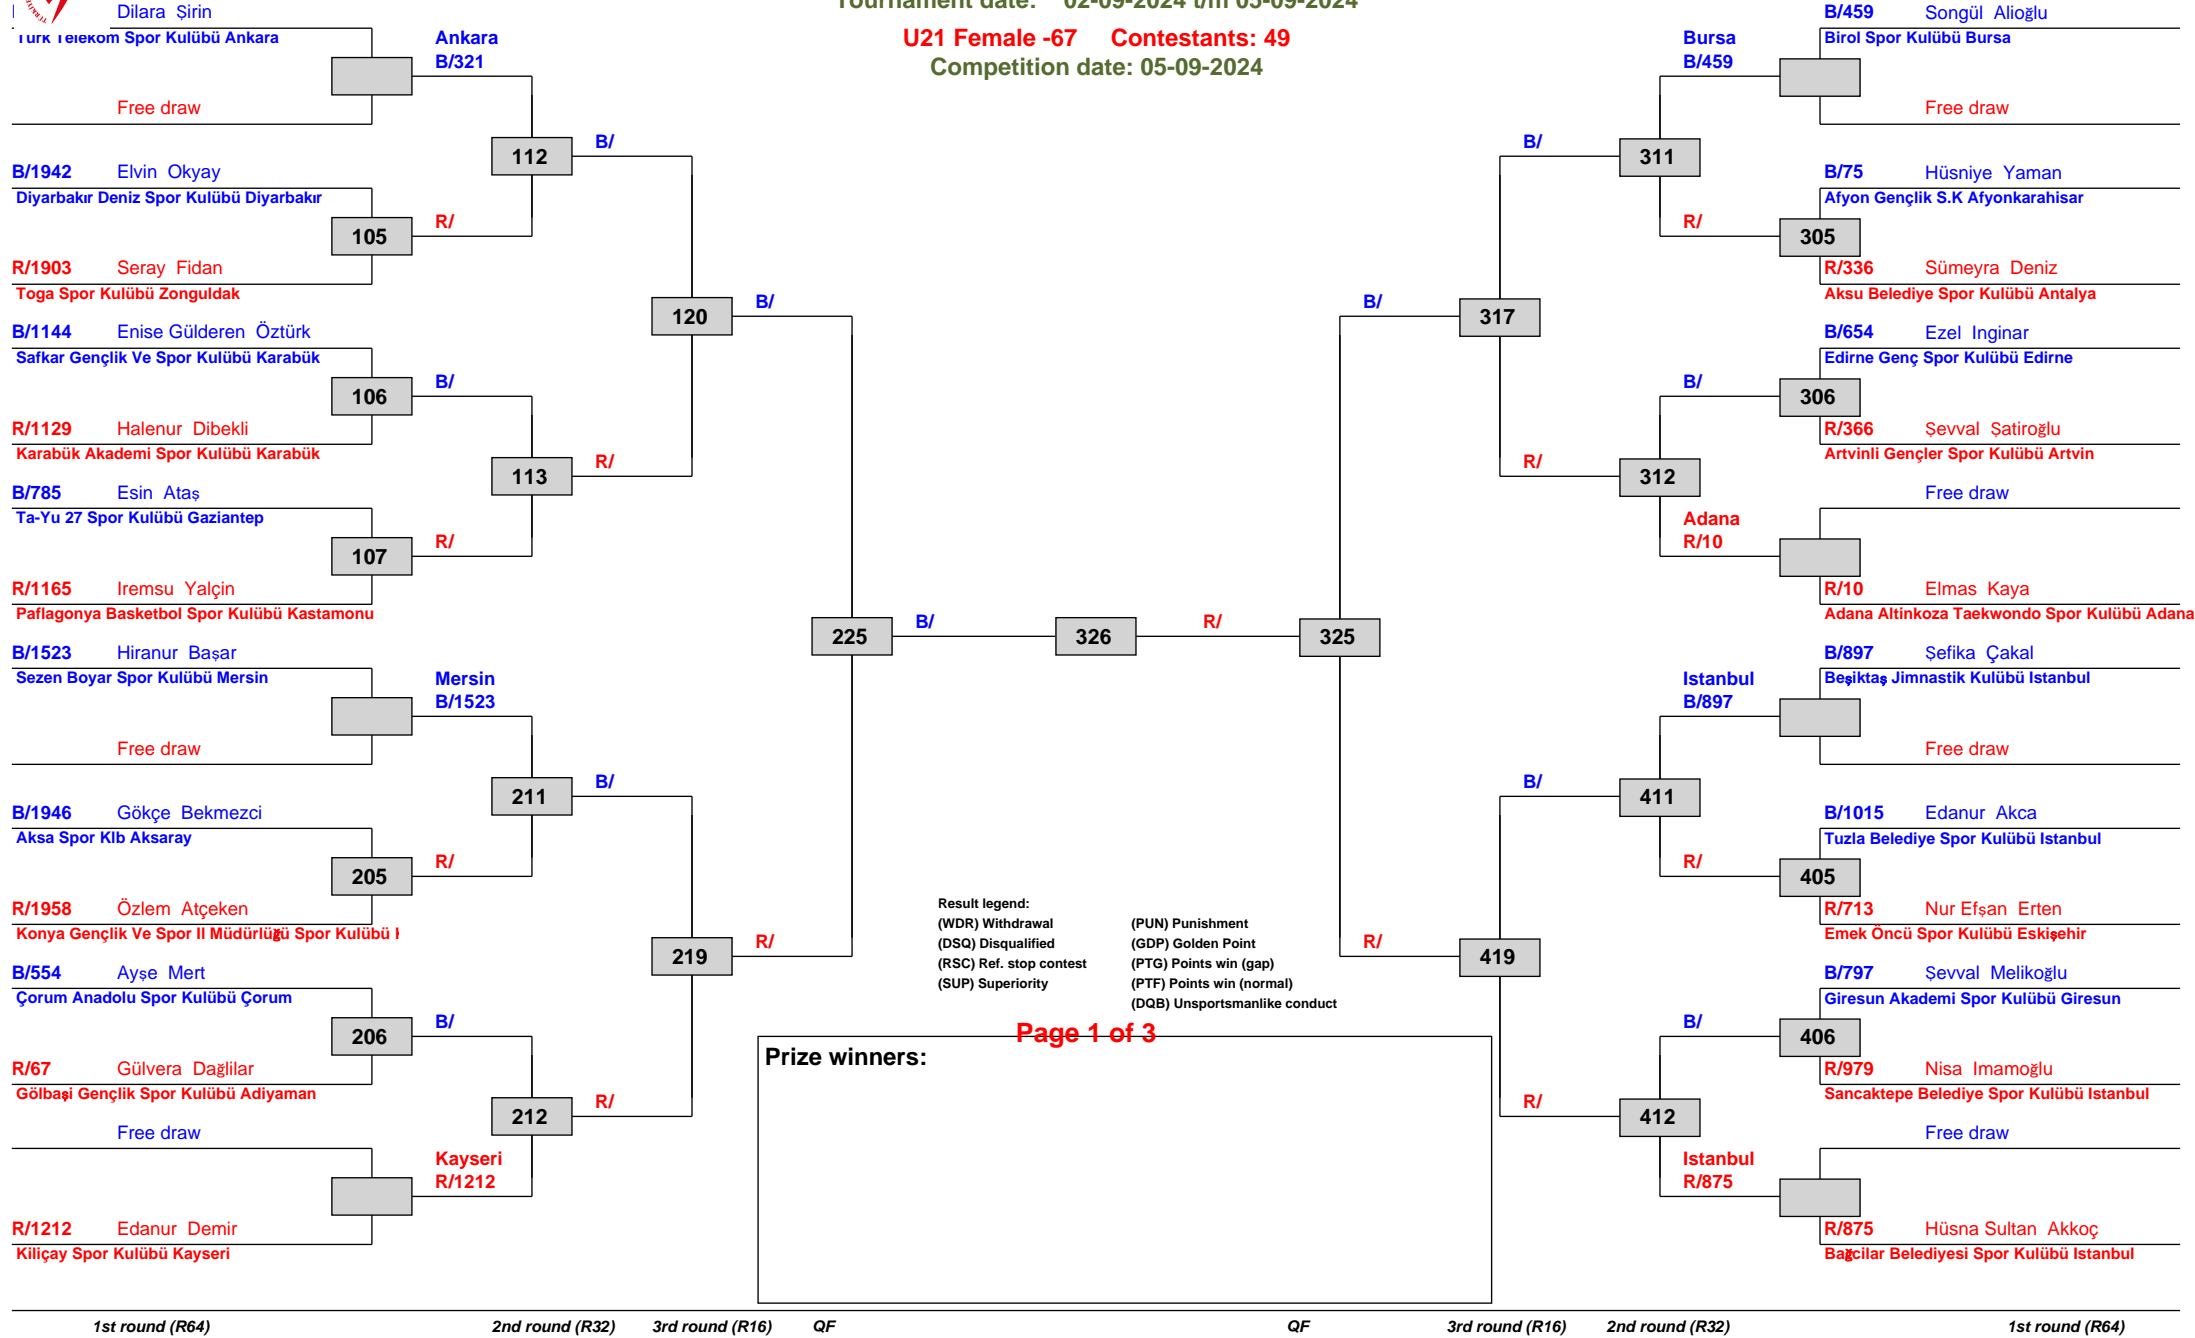 Tournament date: 02-09-2024 t/m 05-09-2024
U21 Female -67 Contestants: 49
Competition date: 05-09-2024
Dilara Şirin
Türk Telekom Spor Kulübü Ankara
Ankara
B/321
Free draw
112
B/
B/1942 Elvin Okyay
Diyarbakır Deniz Spor Kulübü Diyarbakır
105
R/
R/1903 Seray Fidan
Toga Spor Kulübü Zonguldak
120
B/
B/1144 Enise Gülderen Öztürk
Safkar Gençlik Ve Spor Kulübü Karabük
106
B/
R/1129 Halenur Dibekli
Karabük Akademi Spor Kulübü Karabük
113
R/
B/785 Esin Ataş
Ta-Yu 27 Spor Kulübü Gaziantep
107
R/
R/1165 Iremsu Yalçin
Paflagonya Basketbol Spor Kulübü Kastamonu
225
B/
326
R/
325
B/1523 Hiranur Başar
Sezen Boyar Spor Kulübü Mersin
Mersin
B/1523
Free draw
211
B/
B/1946 Gökçe Bekmezci
Aksa Spor Klb Aksaray
205
R/
R/1958 Özlem Atçeken
Konya Gençlik Ve Spor Il Müdürlüğü Spor Kulübü
219
R/
B/554 Ayşe Mert
Çorum Anadolu Spor Kulübü Çorum
206
B/
R/67 Gülvera Dağlilar
Gölbaşi Gençlik Spor Kulübü Adiyaman
212
R/
Free draw
Kayseri
R/1212
R/1212 Edanur Demir
Kiliçay Spor Kulübü Kayseri
B/459 Songül Alioğlu
Birol Spor Kulübü Bursa
Bursa
B/459
Free draw
B/
311
B/75 Hüsniye Yaman
Afyon Gençlik S.K Afyonkarahisar
R/
305
R/336 Sümeyra Deniz
Aksu Belediye Spor Kulübü Antalya
B/
317
B/654 Ezel Inginar
Edirne Genç Spor Kulübü Edirne
B/
306
R/366 Şevval Şatiroğlu
Artvinli Gençler Spor Kulübü Artvin
R/
312
Free draw
Adana
R/10
R/10 Elmas Kaya
Adana Altinkoza Taekwondo Spor Kulübü Adana
B/897 Şefika Çakal
Beşiktaş Jimnastik Kulübü Istanbul
Istanbul
B/897
Free draw
B/
411
B/1015 Edanur Akca
Tuzla Belediye Spor Kulübü Istanbul
R/
405
R/713 Nur Efşan Erten
Emek Öncü Spor Kulübü Eskişehir
R/
419
B/797 Şevval Melikoğlu
Giresun Akademi Spor Kulübü Giresun
B/
406
R/979 Nisa Imamoğlu
Sancaktepe Belediye Spor Kulübü Istanbul
R/
412
Free draw
Istanbul
R/875
R/875 Hüsna Sultan Akkoç
Bağcilar Belediyesi Spor Kulübü Istanbul
Result legend:
(WDR) Withdrawal (PUN) Punishment
(DSQ) Disqualified (GDP) Golden Point
(RSC) Ref. stop contest (PTG) Points win (gap)
(SUP) Superiority (PTF) Points win (normal)
(DQB) Unsportsmanlike conduct
Page 1 of 3
Prize winners:
1st round (R64) 2nd round (R32) 3rd round (R16) QF QF 3rd round (R16) 2nd round (R32) 1st round (R64)